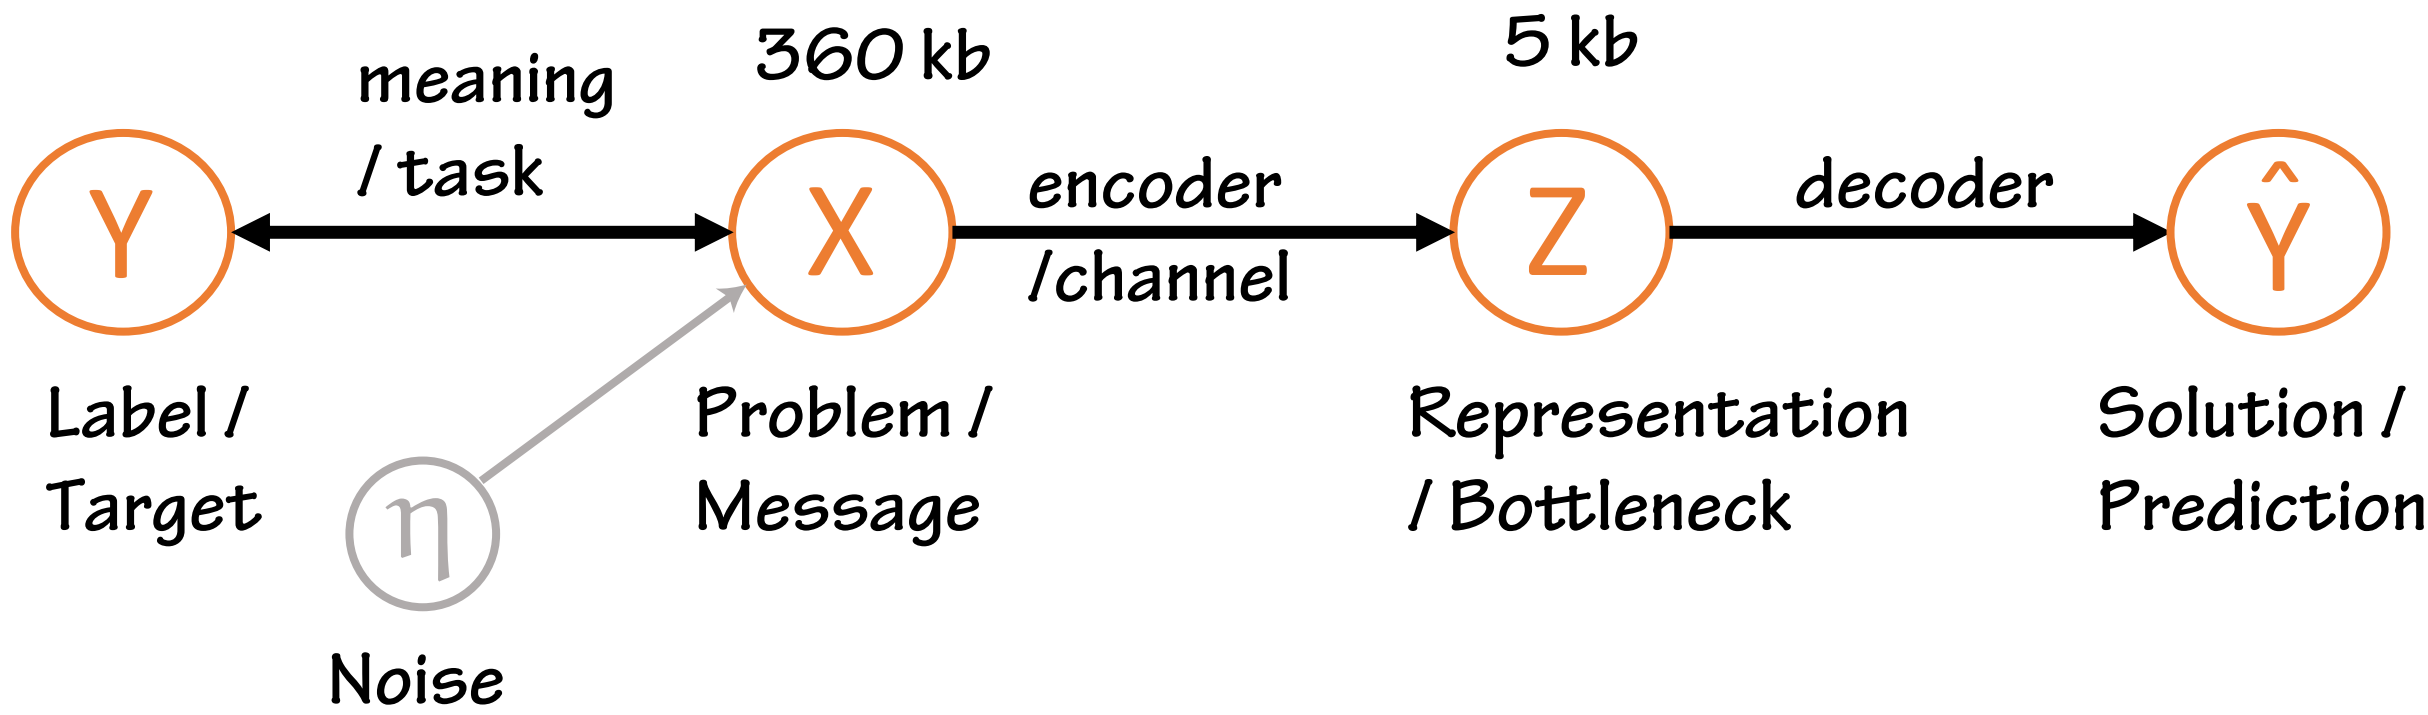 360 kb
5 kb
meaning
/ task
Y
X
encoder
/channel
Z
decoder
Ŷ
Label /
Target
η
Noise
Problem /
Message
Representation
/ Bottleneck
Solution /
Prediction